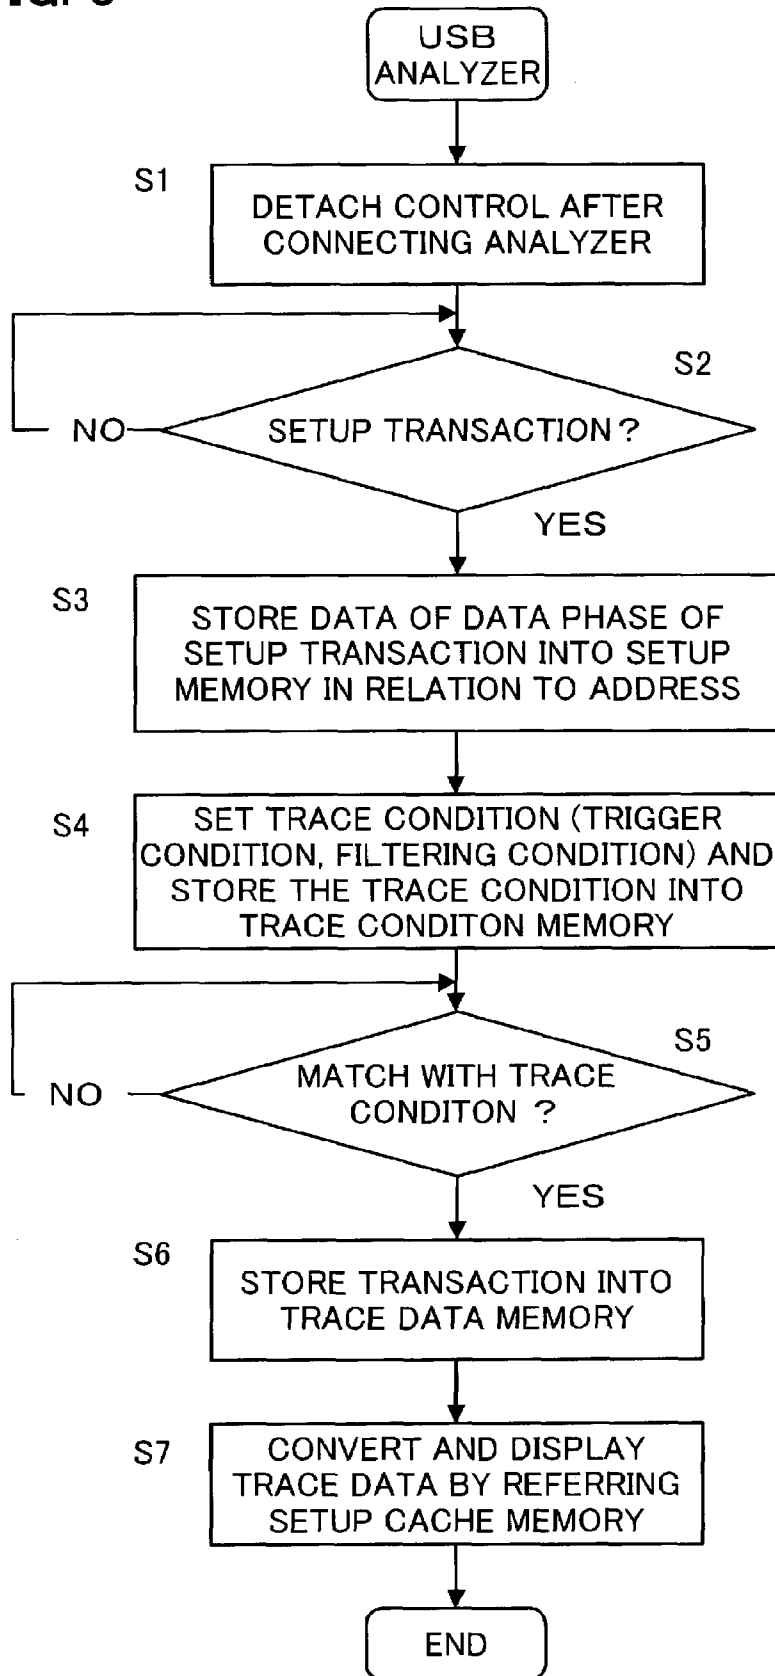 USB
ANALYZER
S1
DETACH CONTROL AFTER
CONNECTING ANALYZER
S2
NO
SETUP TRANSACTION ?
YES
S3
STORE DATA OF DATA PHASE OF
SETUP TRANSACTION INTO SETUP
MEMORY IN RELATION TO ADDRESS
S4
SET TRACE CONDITION (TRIGGER
CONDITION, FILTERING CONDITION) AND
STORE THE TRACE CONDITION INTO
TRACE CONDITON MEMORY
S5
NO
MATCH WITH TRACE
CONDITON ?
YES
S6
STORE TRANSACTION INTO
TRACE DATA MEMORY
S7
CONVERT AND DISPLAY
TRACE DATA BY REFERRING
SETUP CACHE MEMORY
END